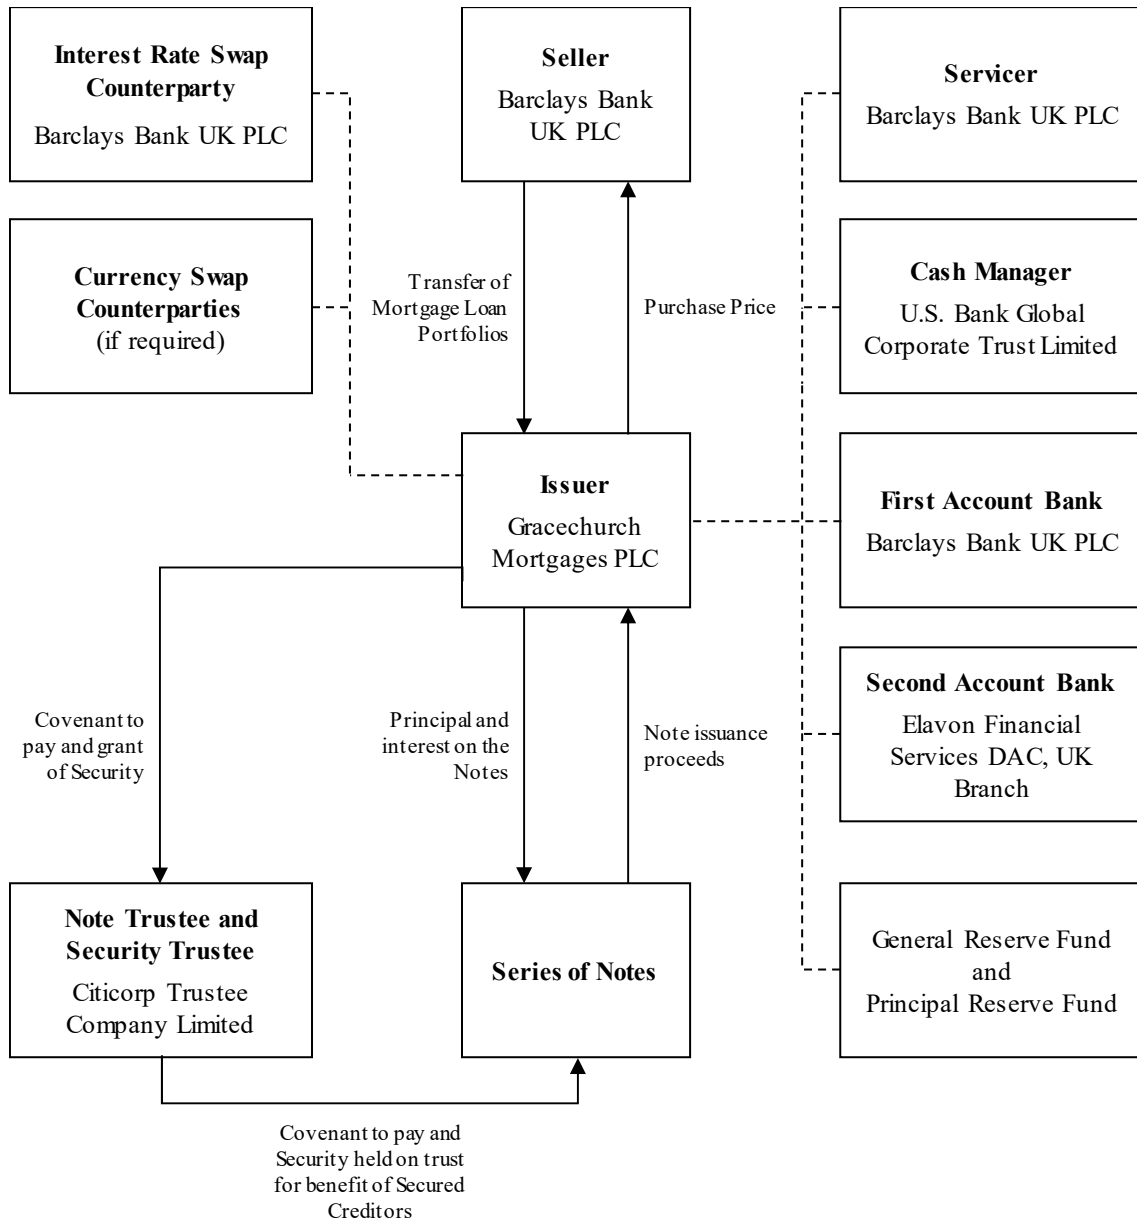 Interest Rate Swap
Counterparty
Barclays Bank UK PLC
Seller
Barclays Bank
UK PLC
Servicer
Barclays Bank UK PLC
Currency Swap
Counterparties
(if required)
Transfer of
Mortgage Loan
Portfolios
Purchase Price
Cash Manager
U.S. Bank Global
Corporate Trust Limited
Issuer
Gracechurch
Mortgages PLC
First Account Bank
Barclays Bank UK PLC
Covenant to
pay and grant
of Security
Principal and
interest on the
Notes
Note issuance
proceeds
Second Account Bank
Elavon Financial
Services DAC, UK
Branch
Note Trustee and
Security Trustee
Citicorp Trustee
Company Limited
Series of Notes
General Reserve Fund
and
Principal Reserve Fund
Covenant to pay and
Security held on trust
for benefit of Secured
Creditors